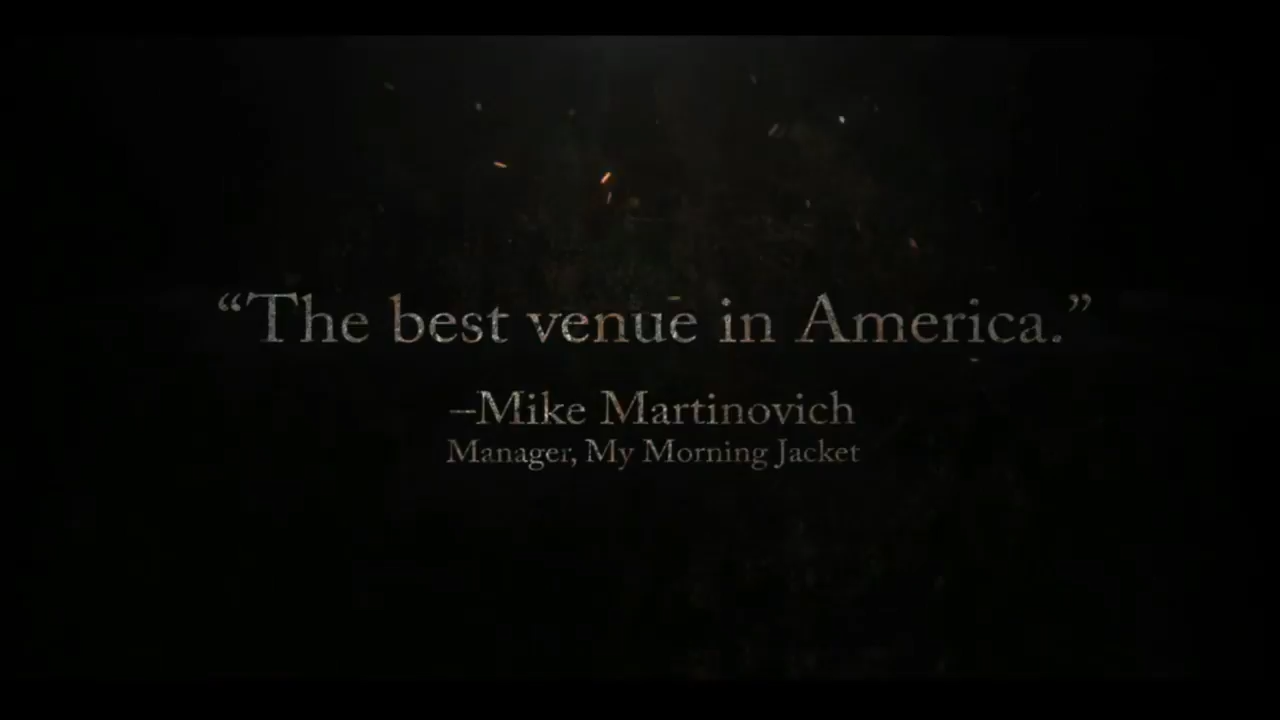 “The best venue in America.”
–Mike Martinovich
Manager, My Morning Jacket